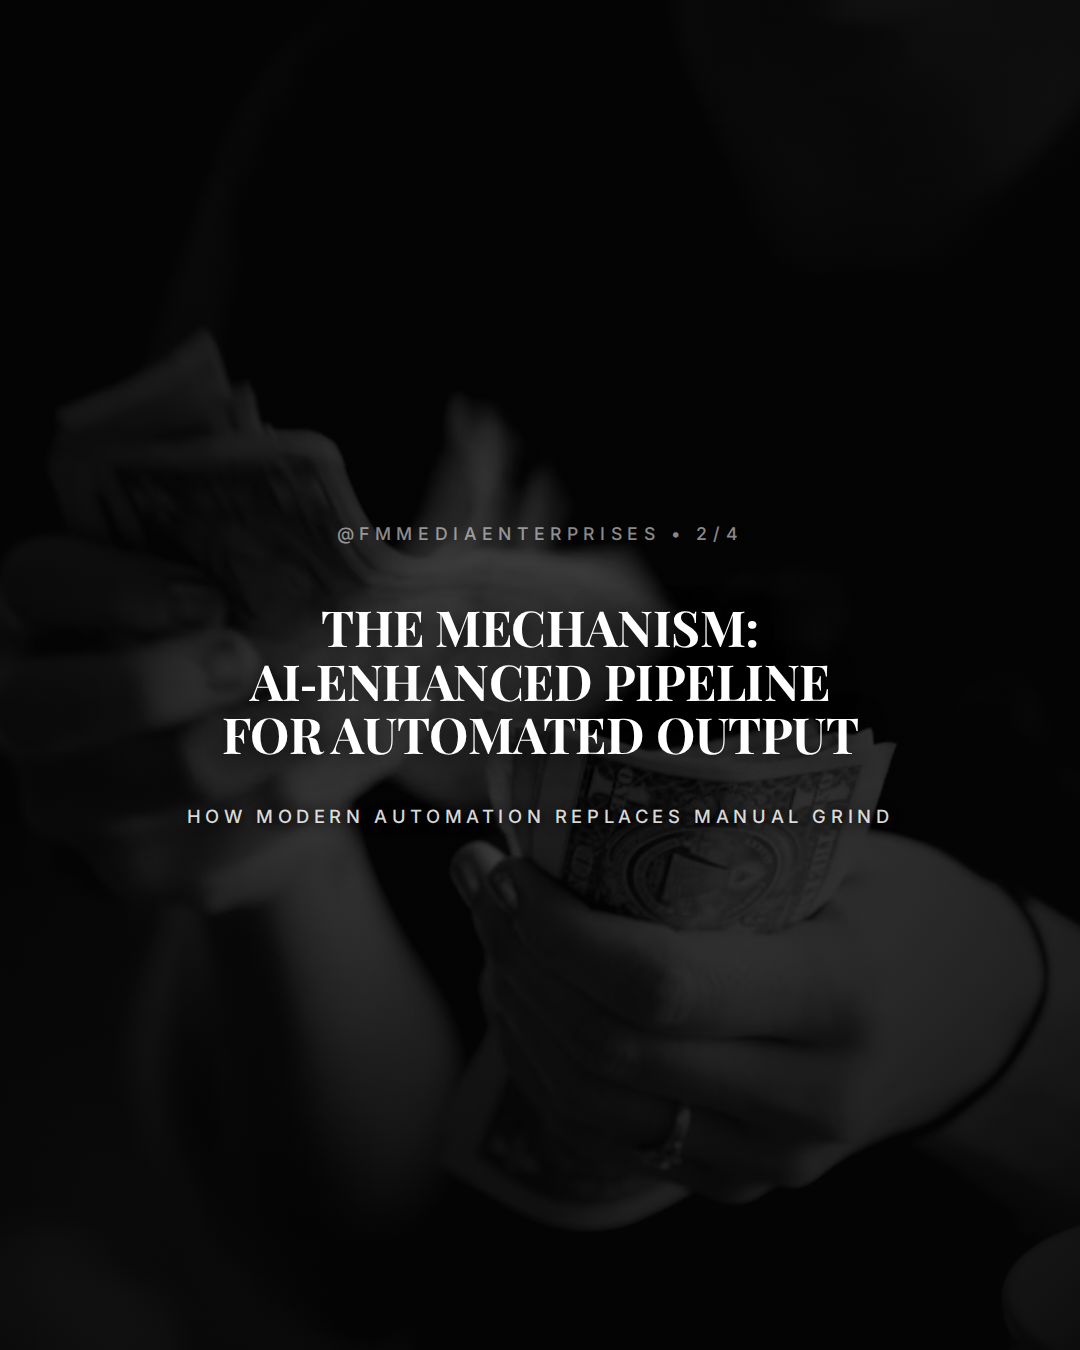 @FMMEDIAENTERPRISES • 2/4
THE MECHANISM:
AI-ENHANCED PIPELINE
FOR AUTOMATED OUTPUT
HOW MODERN AUTOMATION REPLACES MANUAL GRIND